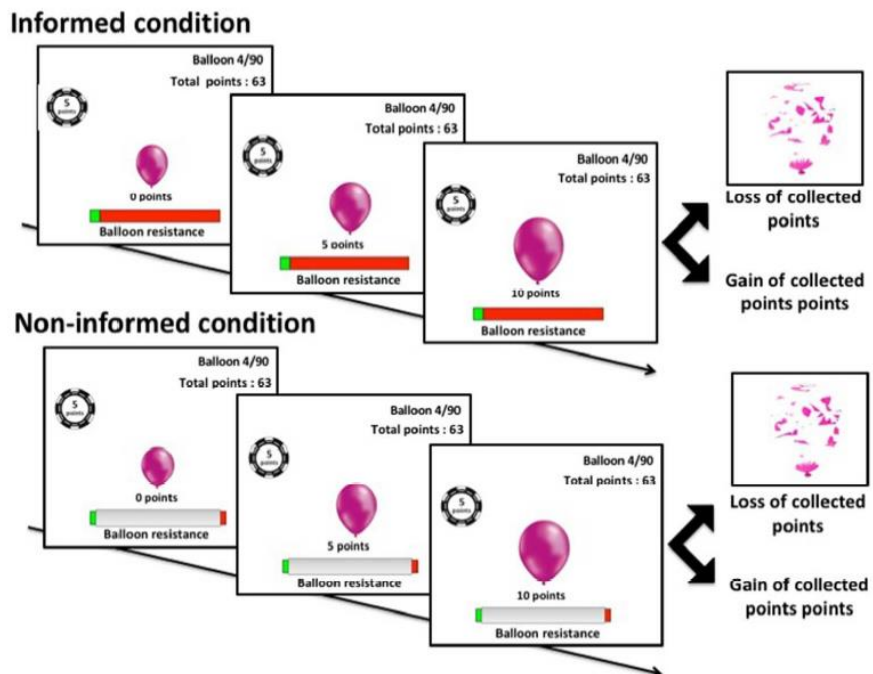 Informed condition
Balloon 4/90
Total points : 63
5
points
0 points
Balloon resistance
Balloon 4/90
Total points : 63
5
points
5 points
Balloon resistance
Balloon 4/90
Total points : 63
5
points
10 points
Balloon resistance
Loss of collected
points
Gain of collected
points points
Non-informed condition
Balloon 4/90
Total points : 63
5
points
0 points
Balloon resistance
Balloon 4/90
Total points : 63
5
points
5 points
Balloon resistance
Balloon 4/90
Total points : 63
5
points
10 points
Balloon resistance
Loss of collected
points
Gain of collected
points points